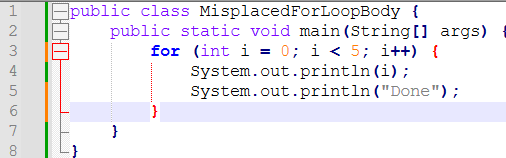 1 public class MisplacedForLoopBody {
2 public static void main(String[] args) {
3 for (int i = 0; i < 5; i++) {
4 System.out.println(i);
5 System.out.println("Done");
6 }
7 }
8 }